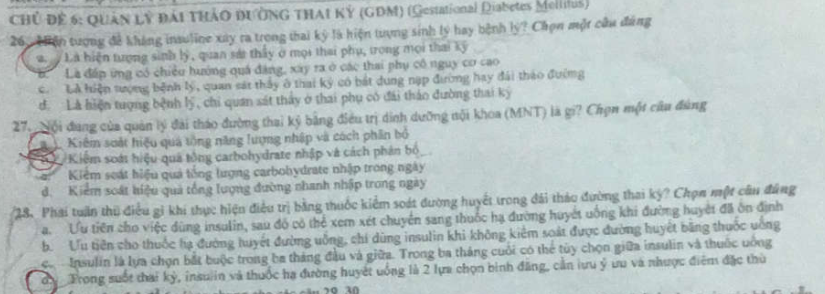 CHỦ ĐỀ 6: QUẢN LÝ ĐÁI THÁO ĐƯỜNG THAI KỲ (GDM) (Gestational Diabetes Mellitus)
26. Hiện tượng đề kháng insuline xảy ra trong thai kỳ là hiện tượng sinh lý hay bệnh lý? Chọn một câu đúng
a. Là hiện tượng sinh lý, quan sát thấy ở mọi thai phụ, trong mọi thai kỳ
b. Là đáp ứng có chiều hướng quá đáng, xảy ra ở các thai phụ có nguy cơ cao
c. Là hiện tượng bệnh lý, quan sát thấy ở thai kỳ có bất dung nạp đường hay đái tháo đường
d. Là hiện tượng bệnh lý, chỉ quan sát thấy ở thai phụ có đái tháo đường thai kỳ
27. Nội dung của quản lý đái tháo đường thai kỳ bằng điều trị dinh dưỡng nội khoa (MNT) là gì? Chọn một câu đúng
a. Kiểm soát hiệu quả tổng năng lượng nhập và cách phân bổ
Kiểm soát hiệu quả tổng carbohydrate nhập và cách phân bổ
c. Kiểm soát hiệu quả tổng lượng carbohydrate nhập trong ngày
d. Kiểm soát hiệu quả tổng lượng đường nhanh nhập trong ngày
28. Phải tuân thủ điều gì khi thực hiện điều trị bằng thuốc kiểm soát đường huyết trong đái tháo đường thai kỳ? Chọn một câu đúng
a. Ưu tiên cho việc dùng insulin, sau đó có thể xem xét chuyển sang thuốc hạ đường huyết uống khi đường huyết đã ổn định
b. Ưu tiên cho thuốc hạ đường huyết đường uống, chỉ dùng insulin khi không kiểm soát được đường huyết bằng thuốc uống
c. Insulin là lựa chọn bắt buộc trong ba tháng đầu và giữa. Trong ba tháng cuối có thể tùy chọn giữa insulin và thuốc uống
d. Trong suốt thai kỳ, insulin và thuốc hạ đường huyết uống là 2 lựa chọn bình đẳng, cần lưu ý ưu và nhược điểm đặc thù
29, 30